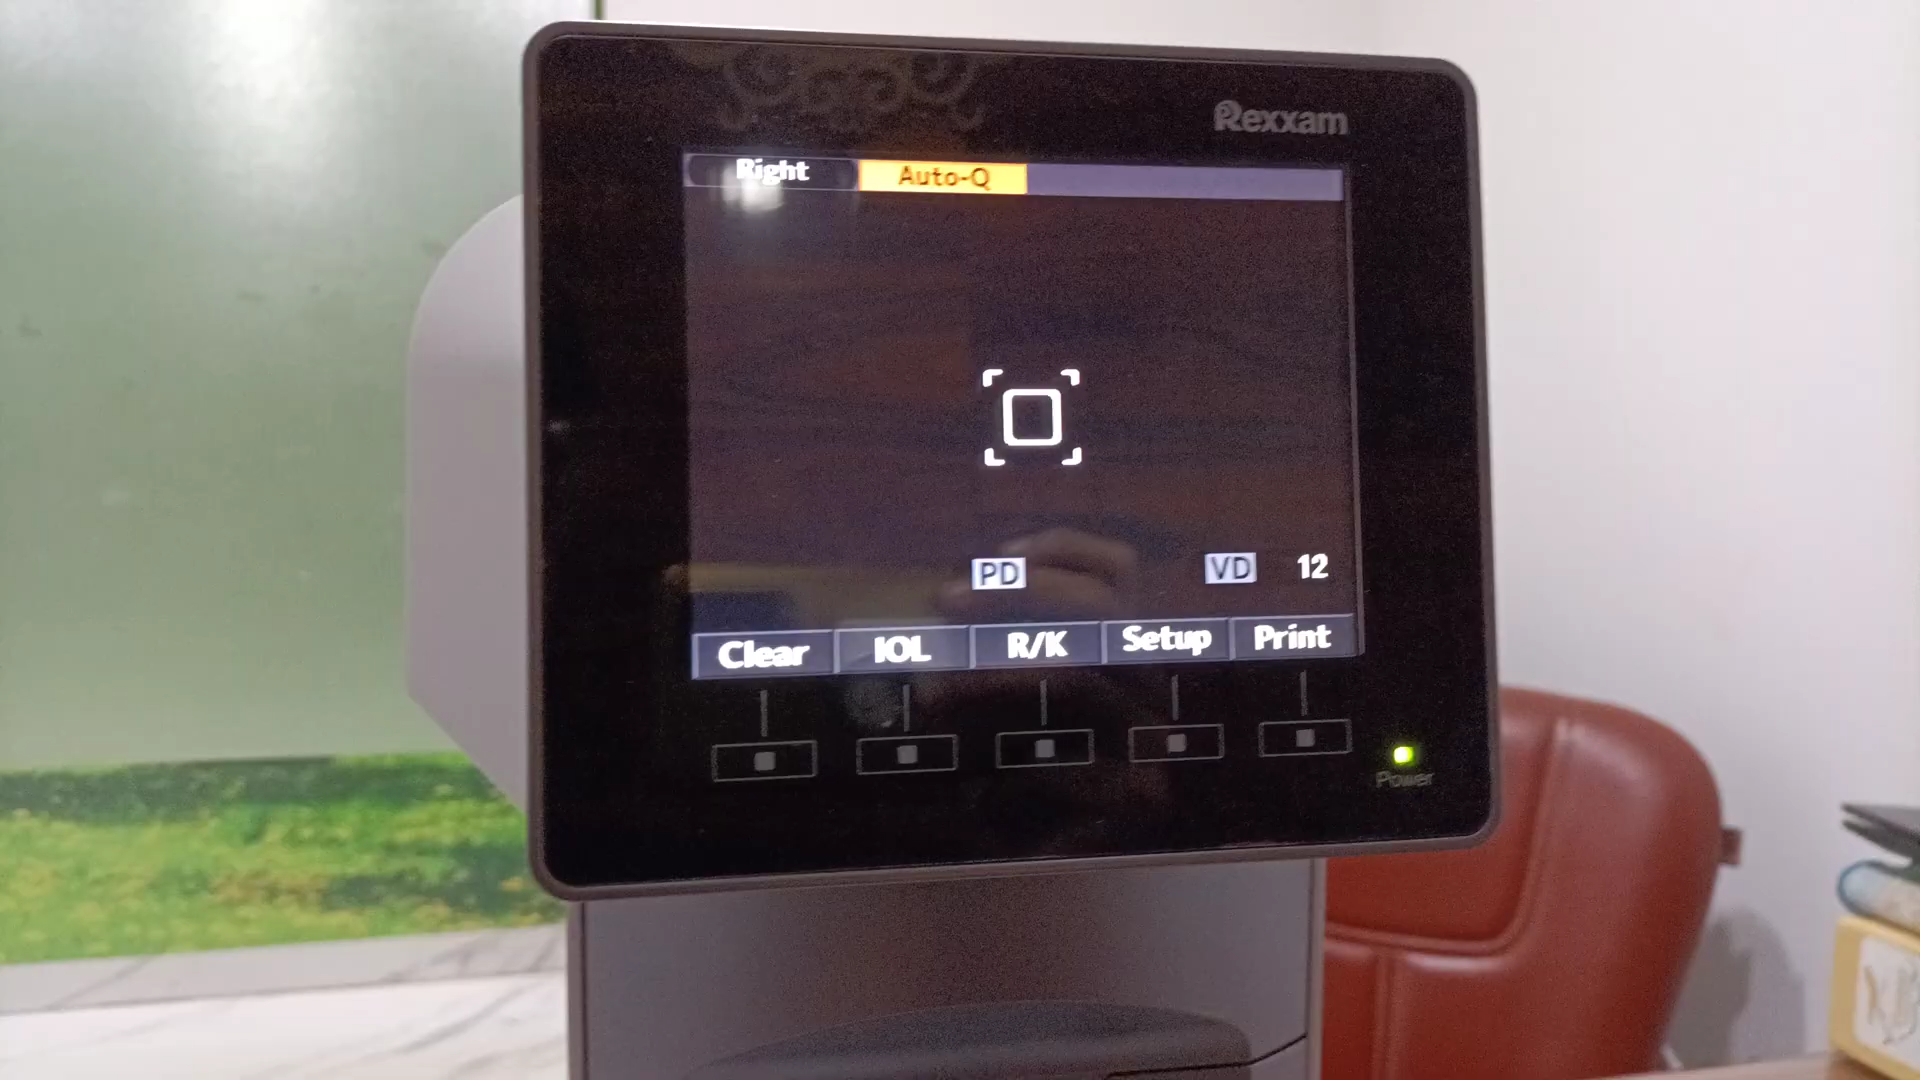 Rexxam
Right Auto-Q
PD VD 12
Clear IOL R/K Setup Print
Power